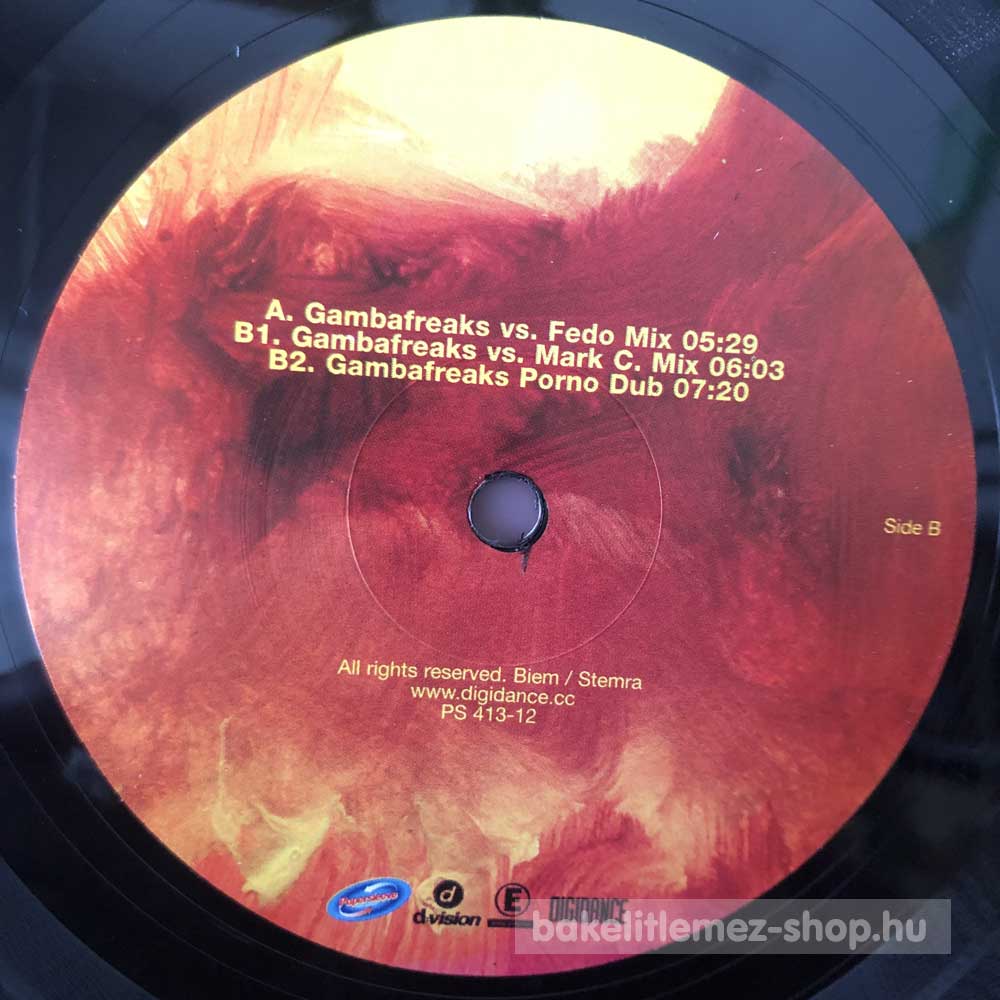 A. Gambafreaks vs. Fedo Mix 05:29
B1. Gambafreaks vs. Mark C. Mix 06:03
B2. Gambafreaks Porno Dub 07:20
Side B
All rights reserved. Biem / Stemra
www.digidance.cc
PS 413-12
d:vision
E
DIGIDANCE
bakelitlemez-shop.hu